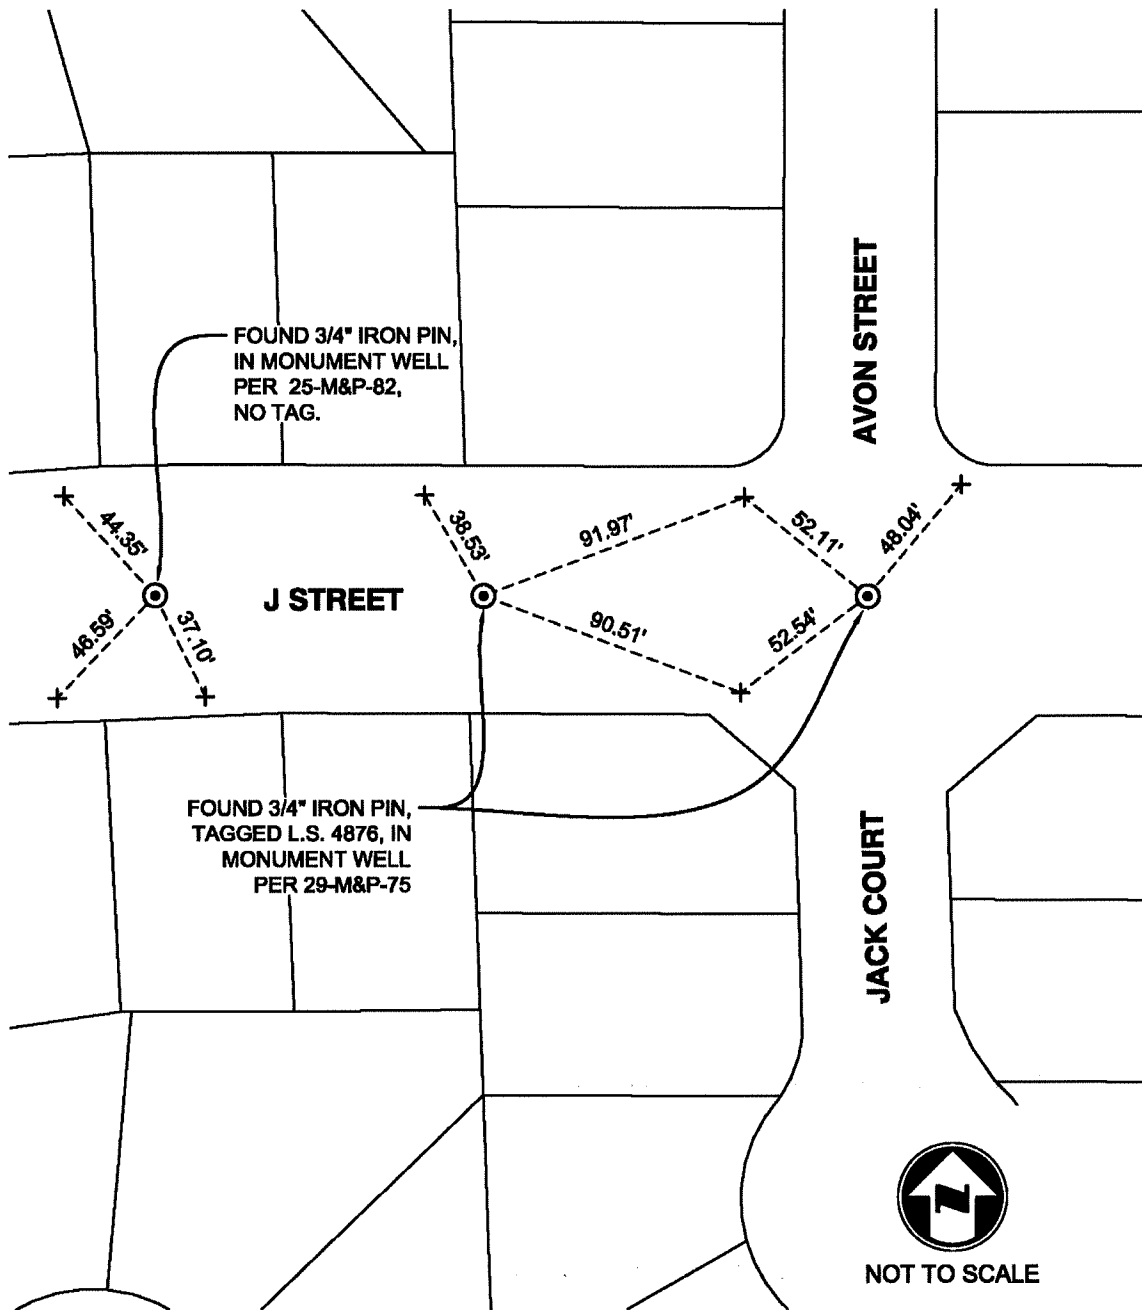 AVON STREET
FOUND 3/4" IRON PIN,
IN MONUMENT WELL
PER 25-M&P-82,
NO TAG.
44.35'
38.53'
91.97'
52.11'
48.04'
J STREET
46.59'
37.10'
90.51'
52.54'
FOUND 3/4" IRON PIN,
TAGGED L.S. 4876, IN
MONUMENT WELL
PER 29-M&P-75
JACK COURT
N
NOT TO SCALE